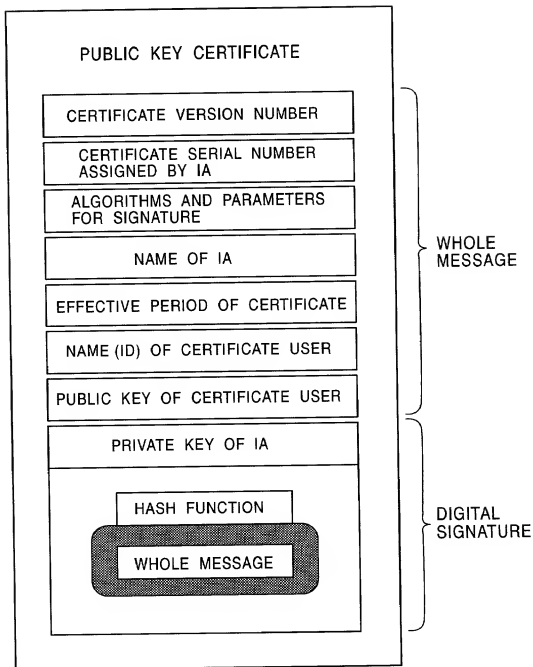 PUBLIC KEY CERTIFICATE
CERTIFICATE VERSION NUMBER
CERTIFICATE SERIAL NUMBER
ASSIGNED BY IA
ALGORITHMS AND PARAMETERS
FOR SIGNATURE
NAME OF IA
EFFECTIVE PERIOD OF CERTIFICATE
NAME (ID) OF CERTIFICATE USER
PUBLIC KEY OF CERTIFICATE USER
WHOLE
MESSAGE
PRIVATE KEY OF IA
HASH FUNCTION
WHOLE MESSAGE
DIGITAL
SIGNATURE